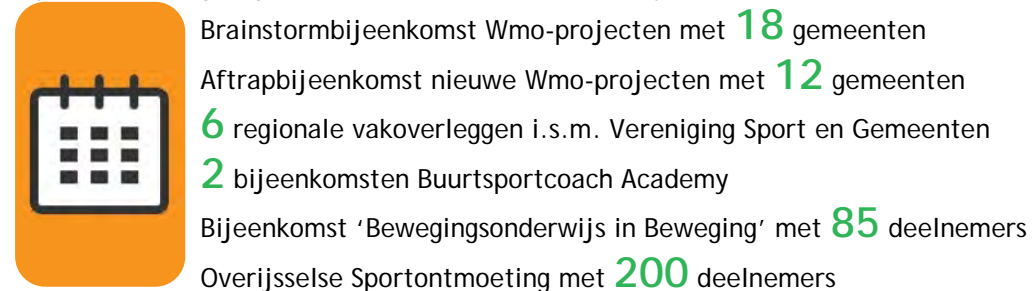 Brainstormbijeenkomst Wmo-projecten met 18 gemeenten
Aftrapbijeenkomst nieuwe Wmo-projecten met 12 gemeenten
6 regionale vakoverleggen i.s.m. Vereniging Sport en Gemeenten
2 bijeenkomsten Buurtsportcoach Academy
Bijeenkomst ‘Bewegingsonderwijs in Beweging’ met 85 deelnemers
Overijsselse Sportontmoeting met 200 deelnemers